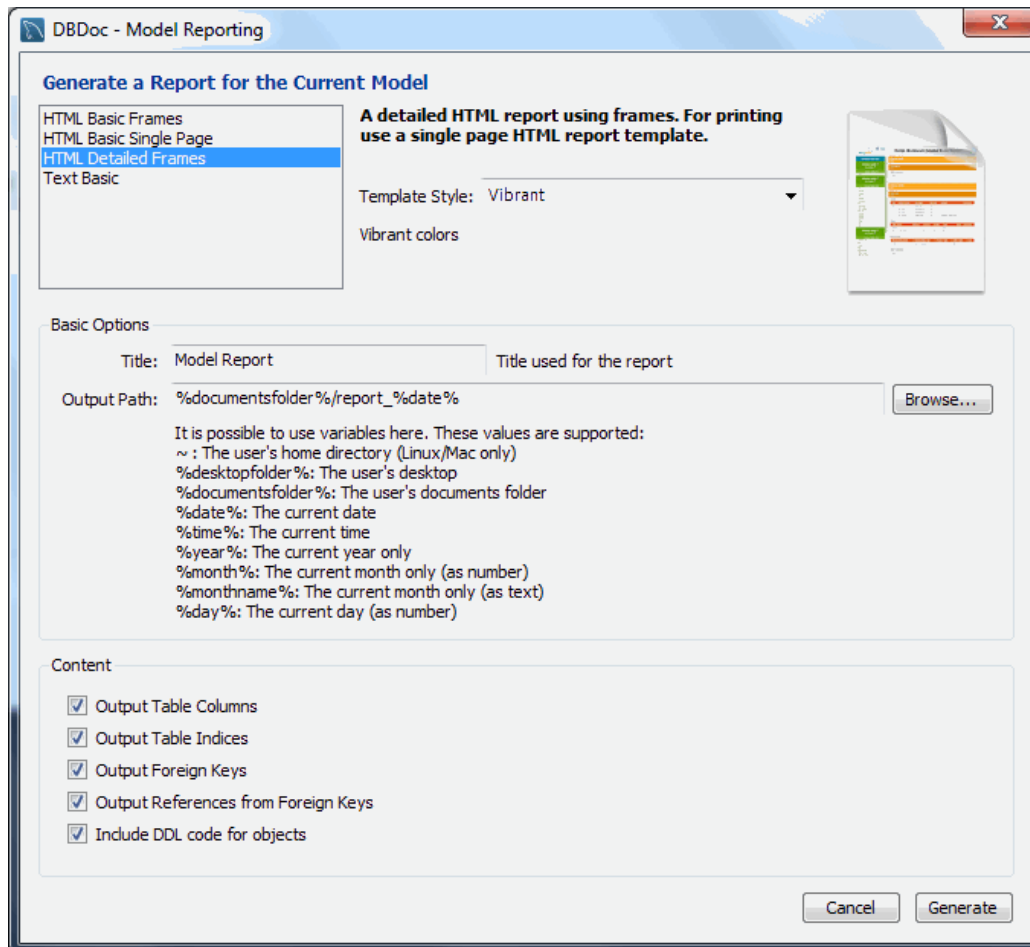 DBDoc - Model Reporting
Generate a Report for the Current Model
HTML Basic Frames
HTML Basic Single Page
HTML Detailed Frames
Text Basic
A detailed HTML report using frames. For printing
use a single page HTML report template.
Template Style: Vibrant
Vibrant colors
Basic Options
Title: Model Report Title used for the report
Output Path: %documentsfolder%/report_%date% Browse...
It is possible to use variables here. These values are supported:
~ : The user's home directory (Linux/Mac only)
%desktopfolder%: The user's desktop
%documentsfolder%: The user's documents folder
%date%: The current date
%time%: The current time
%year%: The current year only
%month%: The current month only (as number)
%monthname%: The current month only (as text)
%day%: The current day (as number)
Content
Output Table Columns
Output Table Indices
Output Foreign Keys
Output References from Foreign Keys
Include DDL code for objects
Cancel Generate